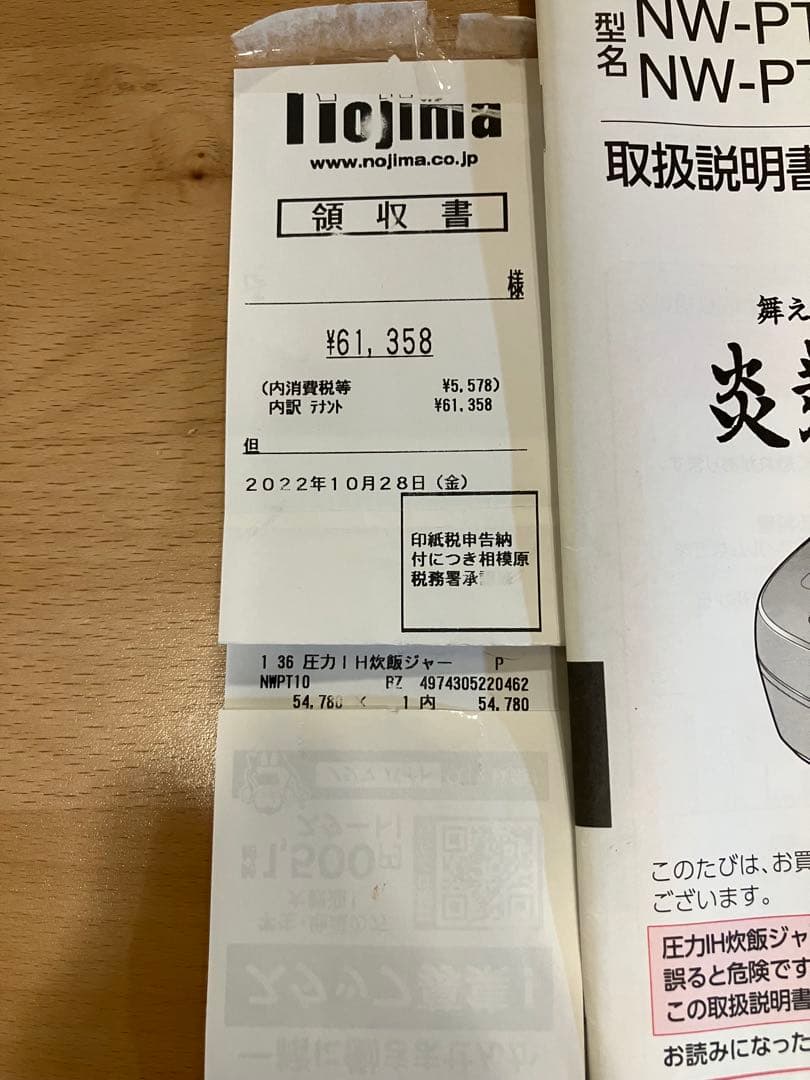 nojima
www.nojima.co.jp
領収書
様
¥61,358
(内消費税等 ¥5,578)
内訳 テナント ¥61,358
但
2022年10月28日(金)
印紙税申告納
付につき相模原
税務署承
1 36 圧力IH炊飯ジャー P
NWPT10 BZ 4974305220462
54,780 × 1内 54,780
型名
NW-PT
NW-PT
取扱説明書
舞え
炎
このたびは、お買
ございます。
圧力IH炊飯ジャ
誤ると危険です
この取扱説明書
お読みになった